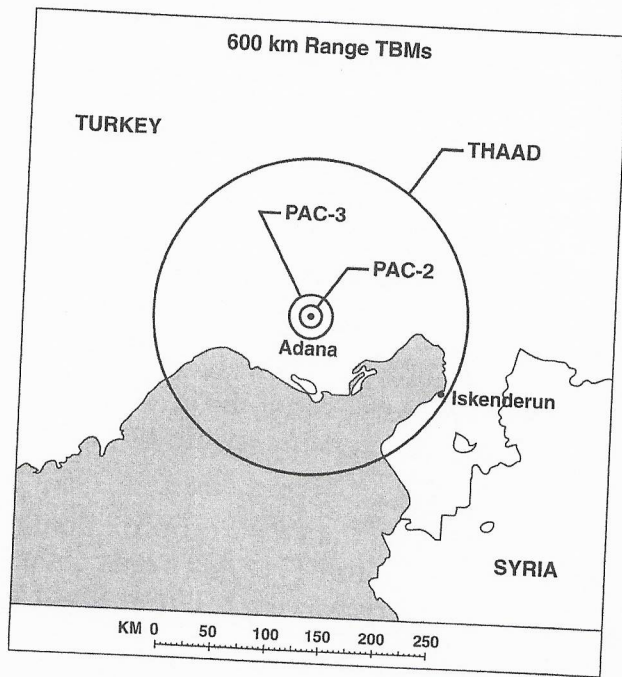 600 km Range TBMs
TURKEY
THAAD
PAC-3
PAC-2
Adana
Iskenderun
SYRIA
KM 0 50 100 150 200 250